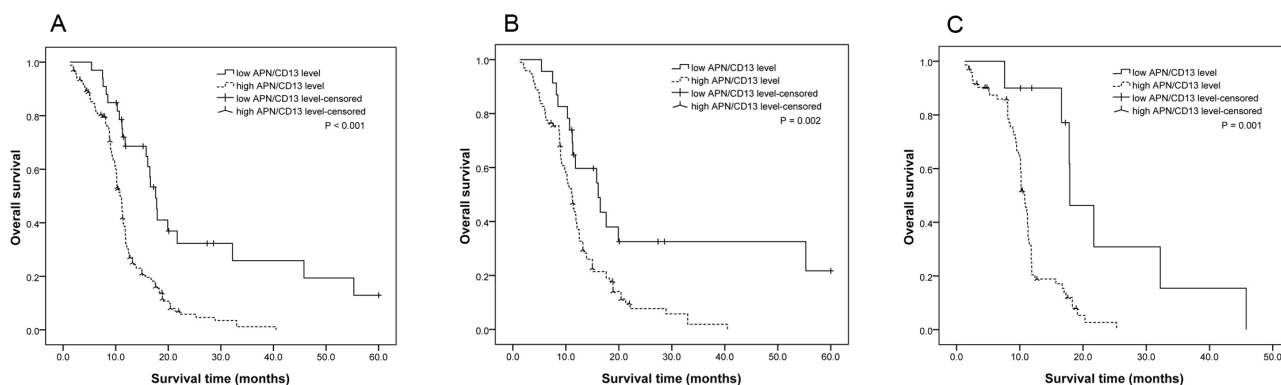 A
B
C
low APN/CD13 level
high APN/CD13 level
low APN/CD13 level-censored
high APN/CD13 level-censored
P < 0.001
Overall survival
1.0
0.8
0.6
0.4
0.2
0.0
0.0
10.0
20.0
30.0
40.0
50.0
60.0
Survival time (months)
low APN/CD13 level
high APN/CD13 level
low APN/CD13 level-censored
high APN/CD13 level-censored
P = 0.002
Overall survival
1.0
0.8
0.6
0.4
0.2
0.0
0.0
10.0
20.0
30.0
40.0
50.0
60.0
Survival time (months)
low APN/CD13 level
high APN/CD13 level
low APN/CD13 level-censored
high APN/CD13 level-censored
P = 0.001
Overall survival
1.0
0.8
0.6
0.4
0.2
0.0
0.0
10.0
20.0
30.0
40.0
50.0
Survival time (months)